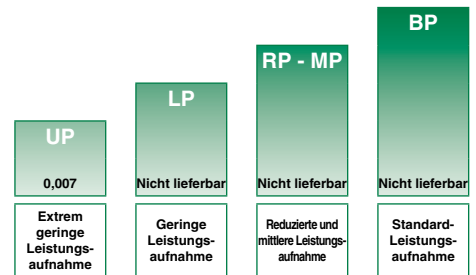 BP
RP - MP
LP
UP
0,007
Nicht lieferbar
Nicht lieferbar
Nicht lieferbar
Extrem
geringe
Leistungs-
aufnahme
Geringe
Leistungs-
aufnahme
Reduzierte und
mittlere Leistungs-
aufnahme
Standard-
Leistungs-
aufnahme